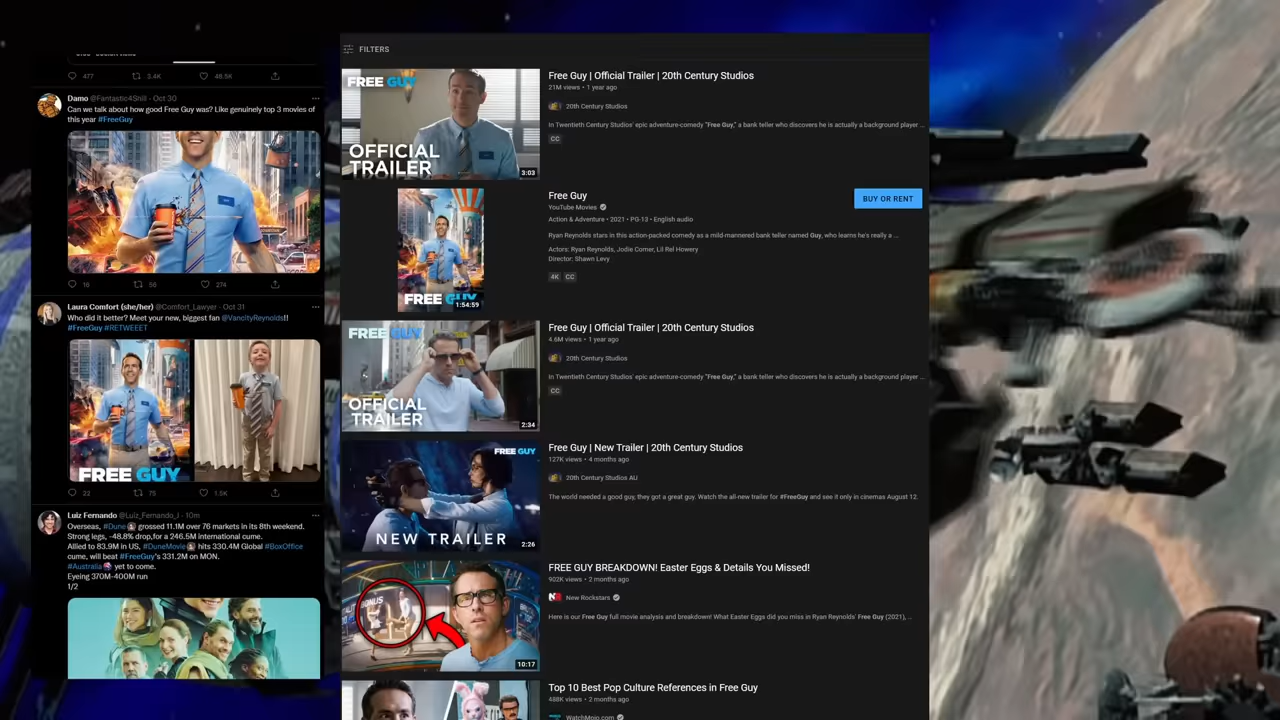 477
3.4K
48.5K
Damo @Fantastic4Shill · Oct 30
Can we talk about how good Free Guy was? Like genuinely top 3 movies of
this year #FreeGuy
16
56
274
Laura Comfort (she/her) @Comfort_Lawyer · Oct 31
Who did it better? Meet your new, biggest fan @VancityReynolds!!
#FreeGuy #RETWEEET
FREE GUY
22
75
1.5K
Luiz Fernando @Luiz_Fernando_J · 10m
Overseas, #Dune grossed 11.1M over 76 markets in its 8th weekend.
Strong legs, -48.8% drop,for a 246.5M international cume.
Allied to 83.9M in US, #DuneMovie hits 330.4M Global #BoxOffice
cume, will beat #FreeGuy's 331.2M on MON.
#Australia yet to come.
Eyeing 370M-400M run
1/2
FILTERS
FREE GUY
OFFICIAL
TRAILER
3:03
Free Guy | Official Trailer | 20th Century Studios
21M views • 1 year ago
20th Century Studios
In Twentieth Century Studios' epic adventure-comedy "Free Guy," a bank teller who discovers he is actually a background player ...
CC
FREE GUY
1:54:59
Free Guy
YouTube Movies
Action & Adventure • 2021 • PG-13 • English audio
Ryan Reynolds stars in this action-packed comedy as a mild-mannered bank teller named Guy, who learns he's really a ...
Actors: Ryan Reynolds, Jodie Comer, Lil Rel Howery
Director: Shawn Levy
4K CC
BUY OR RENT
FREE GUY
OFFICIAL
TRAILER
2:34
Free Guy | Official Trailer | 20th Century Studios
4.6M views • 1 year ago
20th Century Studios
In Twentieth Century Studios' epic adventure-comedy "Free Guy," a bank teller who discovers he is actually a background player ...
CC
FREE GUY
NEW TRAILER
2:26
Free Guy | New Trailer | 20th Century Studios
127K views • 4 months ago
20th Century Studios AU
The world needed a good guy, they got a great guy. Watch the all-new trailer for #FreeGuy and see it only in cinemas August 12.
10:17
FREE GUY BREAKDOWN! Easter Eggs & Details You Missed!
902K views • 2 months ago
New Rockstars
Here is our Free Guy full movie analysis and breakdown! What Easter Eggs did you miss in Ryan Reynolds' Free Guy (2021), ...
Top 10 Best Pop Culture References in Free Guy
488K views • 2 months ago
WatchMojo.com